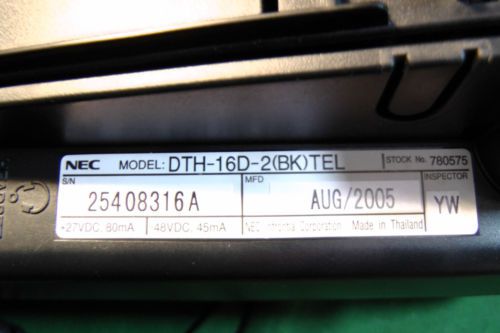 NEC MODEL: DTH-16D-2(BK)TEL STOCK No. 780575
S/N 25408316A MFD AUG/2005 INSPECTOR YW
+27VDC, 80mA -48VDC, 45mA NEC Infrontia Corporation Made in Thailand